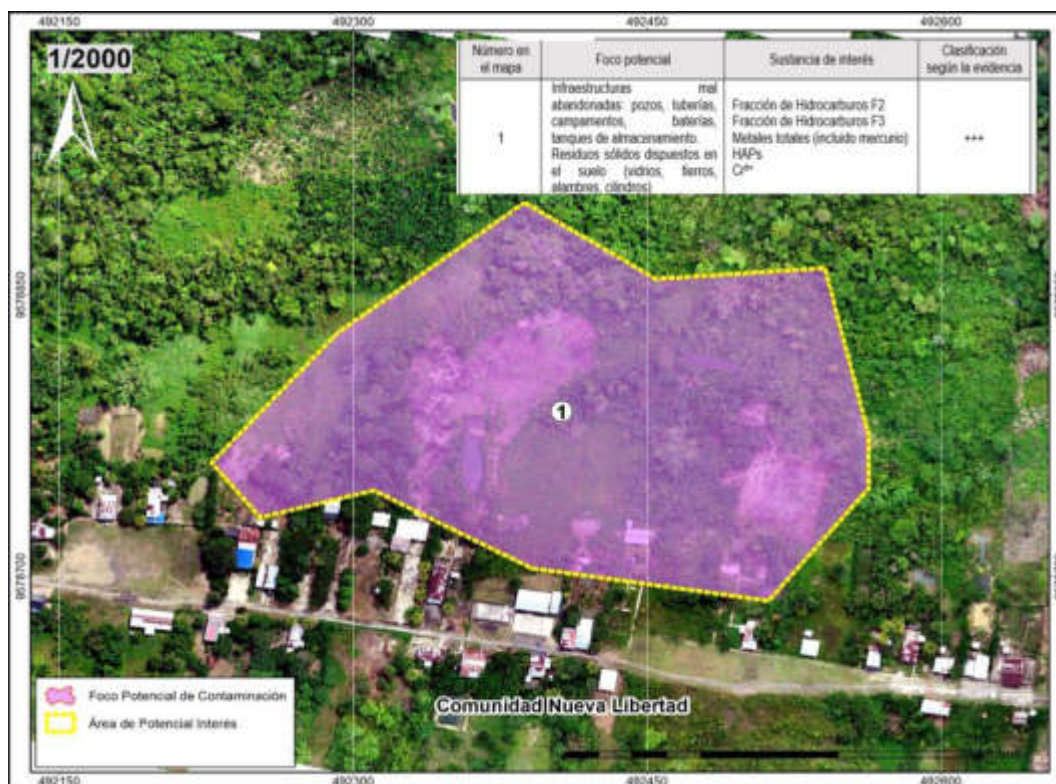 492150 492300 492450 492600
1/2000
Número en el mapa
Foco potencial
Sustancia de interés
Clasificación según la evidencia
1
Infraestructuras mal
abandonadas: pozos, tuberías,
campamentos, baterías,
tanques de almacenamiento.
Residuos sólidos dispuestos en
el suelo (vidrios, fierros,
alambres, cilindros)
Fracción de Hidrocarburos F2
Fracción de Hidrocarburos F3
Metales totales (incluido mercurio)
HAPs
+++
9578850
1
9578700
Foco Potencial de Contaminación
Área de Potencial Interés
Comunidad Nueva Libertad
492150 492300 492450 492600